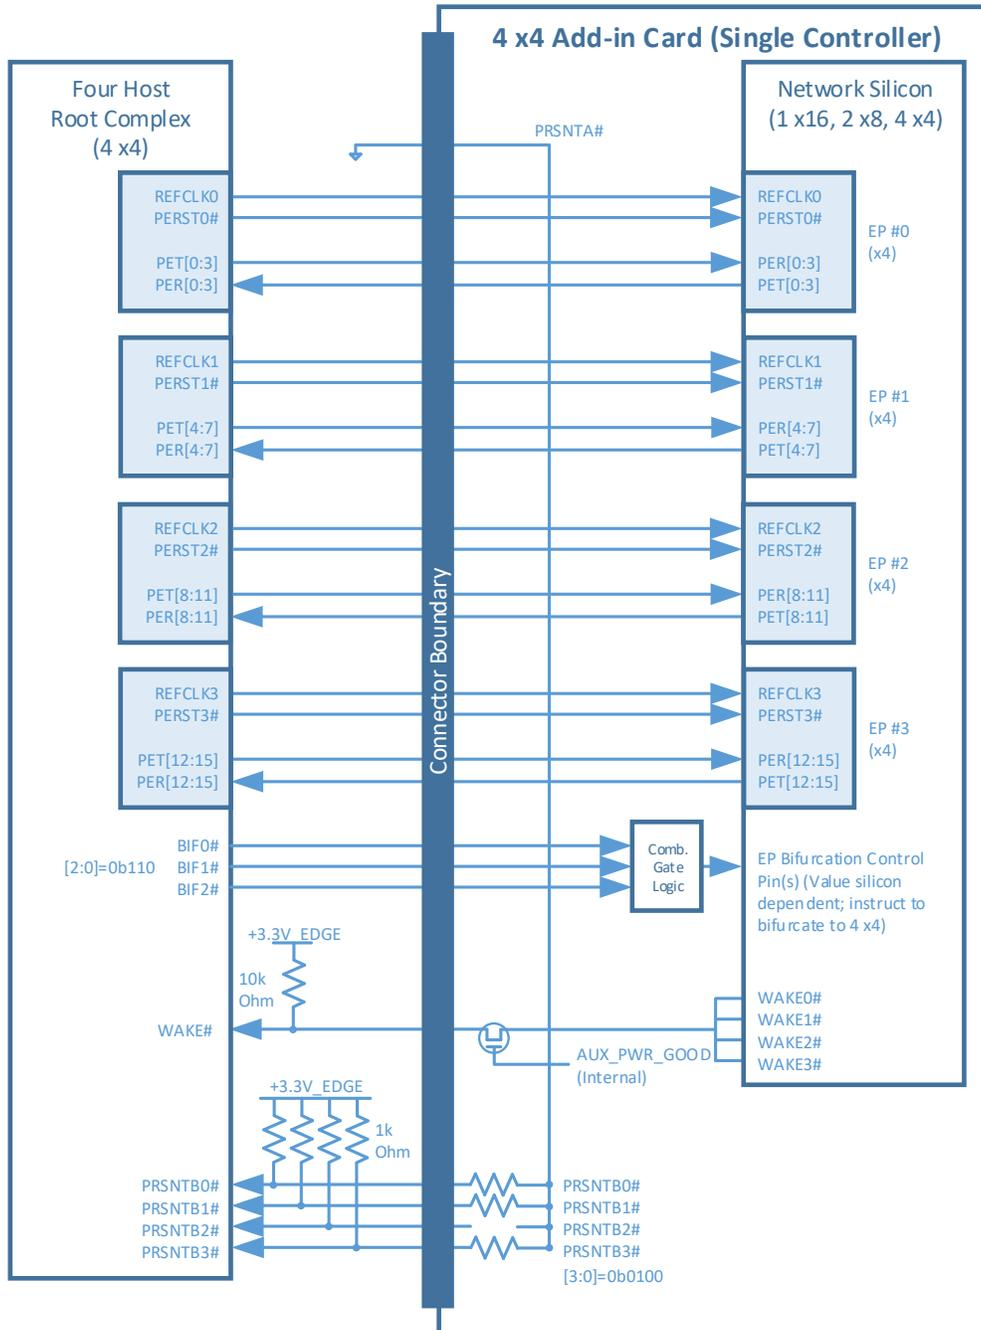 4 x4 Add-in Card (Single Controller)
Four Host
Root Complex
(4 x4)
Network Silicon
(1 x16, 2 x8, 4 x4)
PRSNTA#
REFCLK0
PERST0#
PET[0:3]
PER[0:3]
REFCLK0
PERST0#
PER[0:3]
PET[0:3]
EP #0
(x4)
REFCLK1
PERST1#
PET[4:7]
PER[4:7]
REFCLK1
PERST1#
PER[4:7]
PET[4:7]
EP #1
(x4)
REFCLK2
PERST2#
PET[8:11]
PER[8:11]
REFCLK2
PERST2#
PER[8:11]
PET[8:11]
EP #2
(x4)
Connector Boundary
REFCLK3
PERST3#
PET[12:15]
PER[12:15]
REFCLK3
PERST3#
PER[12:15]
PET[12:15]
EP #3
(x4)
BIF0#
[2:0]=0b110 BIF1#
BIF2#
Comb.
Gate
Logic
EP Bifurcation Control
Pin(s) (Value silicon
dependent; instruct to
bifurcate to 4 x4)
+3.3V_EDGE
10k
Ohm
WAKE#
AUX_PWR_GOOD
(Internal)
WAKE0#
WAKE1#
WAKE2#
WAKE3#
+3.3V_EDGE
1k
Ohm
PRSNTB0#
PRSNTB1#
PRSNTB2#
PRSNTB3#
PRSNTB0#
PRSNTB1#
PRSNTB2#
PRSNTB3#
[3:0]=0b0100